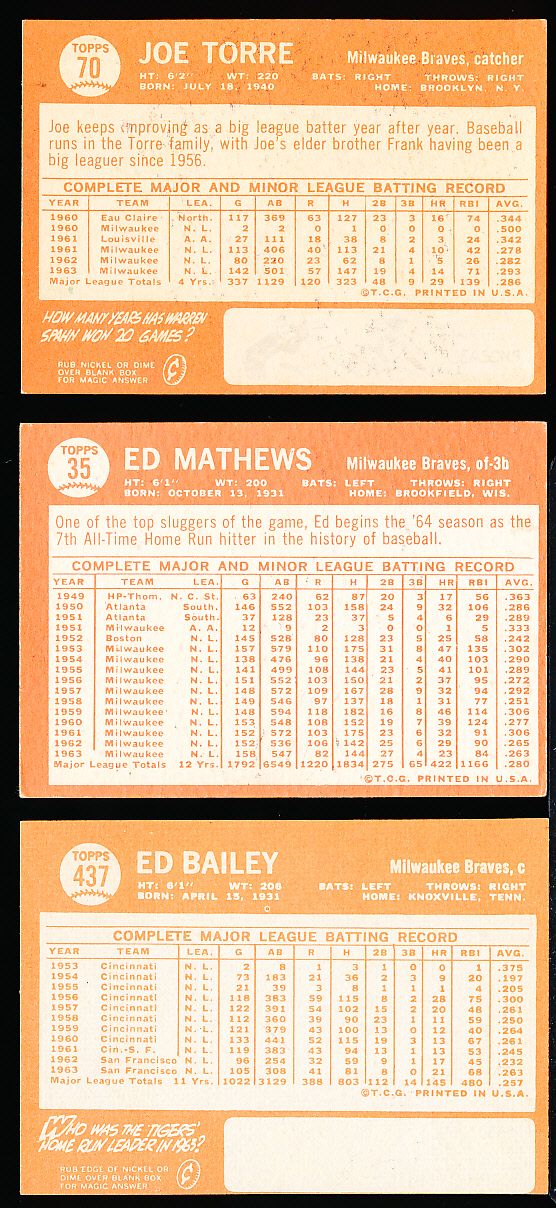 TOPPS
70
JOE TORRE
Milwaukee Braves, catcher
HT: 6'2" WT: 220 BATS: RIGHT THROWS: RIGHT
BORN: JULY 18, 1940 HOME: BROOKLYN, N. Y.
Joe keeps improving as a big league batter year after year. Baseball
runs in the Torre family, with Joe's elder brother Frank having been a
big leaguer since 1956.
COMPLETE MAJOR AND MINOR LEAGUE BATTING RECORD
YEAR TEAM LEA. G AB R H 2B 3B HR RBI AVG.
1960 Eau Claire North. 117 369 63 127 23 3 16 74 .344
1960 Milwaukee N. L. 2 2 0 1 0 0 0 0 .500
1961 Louisville A. A. 27 111 18 38 8 2 3 24 .342
1961 Milwaukee N. L. 113 406 40 113 21 4 10 42 .278
1962 Milwaukee N. L. 80 220 23 62 8 1 5 26 .282
1963 Milwaukee N. L. 142 501 57 147 19 4 14 71 .293
Major League Totals 4 Yrs. 337 1129 120 323 48 9 29 139 .286
©T.C.G. PRINTED IN U.S.A.
HOW MANY YEARS HAS WARREN
SPAHN WON 20 GAMES?
RUB NICKEL OR DIME
OVER BLANK BOX
FOR MAGIC ANSWER
TOPPS
35
ED MATHEWS
Milwaukee Braves, of-3b
HT: 6'1" WT: 200 BATS: LEFT THROWS: RIGHT
BORN: OCTOBER 13, 1931 HOME: BROOKFIELD, WIS.
One of the top sluggers of the game, Ed begins the '64 season as the
7th All-Time Home Run hitter in the history of baseball.
COMPLETE MAJOR AND MINOR LEAGUE BATTING RECORD
YEAR TEAM LEA. G AB R H 2B 3B HR RBI AVG.
1949 HP-Thom. N. C. St. 63 240 62 87 20 3 17 56 .363
1950 Atlanta South. 146 552 103 158 24 9 32 106 .286
1951 Atlanta South. 37 128 23 37 5 4 6 29 .289
1951 Milwaukee A. A. 12 9 2 3 0 0 1 5 .333
1952 Boston N. L. 145 528 80 128 23 5 25 58 .242
1953 Milwaukee N. L. 157 579 110 175 31 8 47 135 .302
1954 Milwaukee N. L. 138 476 96 138 21 4 40 103 .290
1955 Milwaukee N. L. 141 499 108 144 23 5 41 101 .289
1956 Milwaukee N. L. 151 552 103 150 21 2 37 95 .272
1957 Milwaukee N. L. 148 572 109 167 28 9 32 94 .292
1958 Milwaukee N. L. 149 546 97 137 18 1 31 77 .251
1959 Milwaukee N. L. 148 594 118 182 16 8 46 114 .306
1960 Milwaukee N. L. 153 548 108 152 19 7 39 124 .277
1961 Milwaukee N. L. 152 572 103 175 23 6 32 91 .306
1962 Milwaukee N. L. 152 536 106 142 25 6 29 90 .265
1963 Milwaukee N. L. 158 547 82 144 27 4 23 84 .263
Major League Totals 12 Yrs. 1792 6549 1220 1834 275 65 422 1166 .280
©T.C.G. PRINTED IN U.S.A.
TOPPS
437
ED BAILEY
Milwaukee Braves, c
HT: 6'1" WT: 206 BATS: LEFT THROWS: RIGHT
BORN: APRIL 15, 1931 HOME: KNOXVILLE, TENN.
COMPLETE MAJOR LEAGUE BATTING RECORD
YEAR TEAM LEA. G AB R H 2B 3B HR RBI AVG.
1953 Cincinnati N. L. 2 8 1 3 1 0 0 1 .375
1954 Cincinnati N. L. 73 183 21 36 2 3 9 20 .197
1955 Cincinnati N. L. 21 39 3 8 1 1 1 4 .205
1956 Cincinnati N. L. 118 383 59 115 8 2 28 75 .300
1957 Cincinnati N. L. 122 391 54 102 15 2 20 48 .261
1958 Cincinnati N. L. 112 360 39 90 23 1 11 59 .250
1959 Cincinnati N. L. 121 379 43 100 13 0 12 40 .264
1960 Cincinnati N. L. 133 441 52 115 19 3 13 67 .261
1961 Cin.-S. F. N. L. 119 383 43 94 13 1 13 53 .245
1962 San Francisco N. L. 96 254 32 59 9 1 17 45 .232
1963 San Francisco N. L. 105 308 41 81 8 0 21 68 .263
Major League Totals 11 Yrs. 1022 3129 388 803 112 14 145 480 .257
©T.C.G. PRINTED IN U.S.A.
WHO WAS THE TIGERS'
HOME RUN LEADER IN 1963?
RUB EDGE OF NICKEL OR
DIME OVER BLANK BOX
FOR MAGIC ANSWER